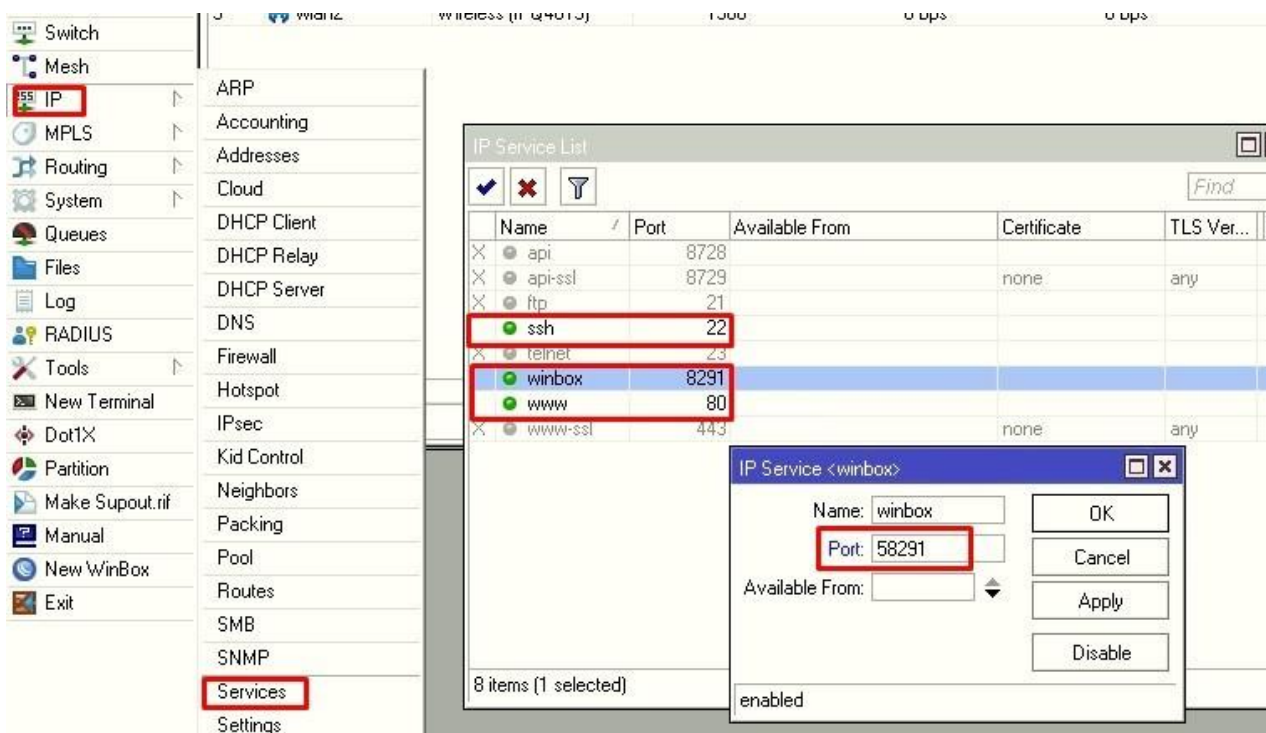 Switch
Mesh
IP
MPLS
Routing
System
Queues
Files
Log
RADIUS
Tools
New Terminal
Dot1X
Partition
Make Supout.rif
Manual
New WinBox
Exit
ARP
Accounting
Addresses
Cloud
DHCP Client
DHCP Relay
DHCP Server
DNS
Firewall
Hotspot
IPsec
Kid Control
Neighbors
Packing
Pool
Routes
SMB
SNMP
Services
Settings
IP Service List
Find
Name / Port Available From Certificate TLS Ver...
X api 8728
X api-ssl 8729 none any
X ftp 21
ssh 22
X telnet 23
winbox 8291
www 80
X www-ssl 443 none any
8 items (1 selected)
IP Service <winbox>
Name: winbox
Port: 58291
Available From:
OK
Cancel
Apply
Disable
enabled